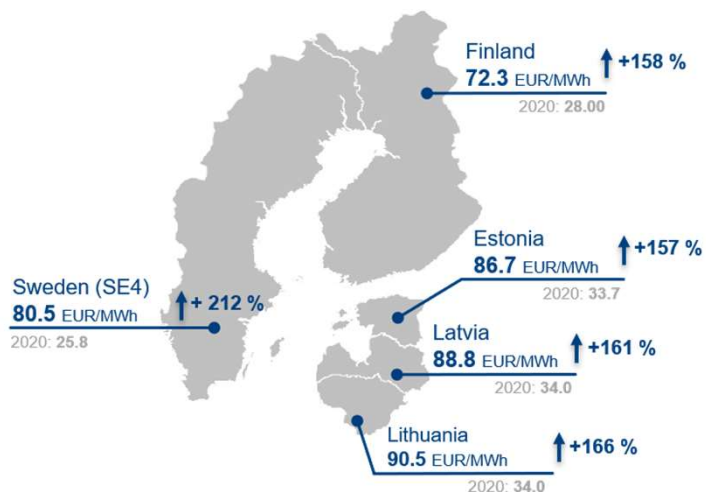 Finland
72.3 EUR/MWh
+158 %
2020: 28.00
Estonia
86.7 EUR/MWh
+157 %
2020: 33.7
Sweden (SE4)
80.5 EUR/MWh
+ 212 %
2020: 25.8
Latvia
88.8 EUR/MWh
+161 %
2020: 34.0
Lithuania
90.5 EUR/MWh
+166 %
2020: 34.0